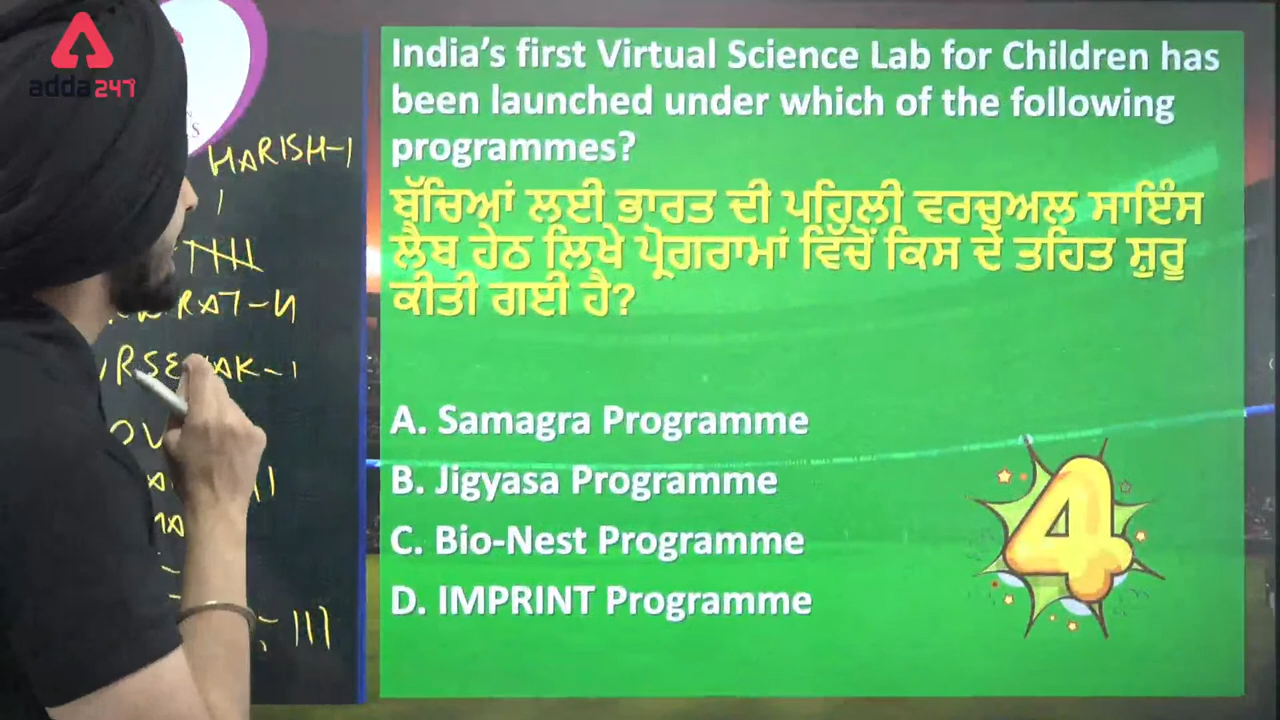 adda247
HARISH-1
India's first Virtual Science Lab for Children has
been launched under which of the following
programmes?
ਬੱਚਿਆਂ ਲਈ ਭਾਰਤ ਦੀ ਪਹਿਲੀ ਵਰਚੁਅਲ ਸਾਇੰਸ
ਲੈਬ ਹੇਠ ਲਿਖੇ ਪ੍ਰੋਗਰਾਮਾਂ ਵਿਚੋਂ ਕਿਸ ਦੇ ਤਹਿਤ ਸ਼ੁਰੂ
ਕੀਤੀ ਗਈ ਹੈ?
A. Samagra Programme
B. Jigyasa Programme
C. Bio-Nest Programme
D. IMPRINT Programme
4